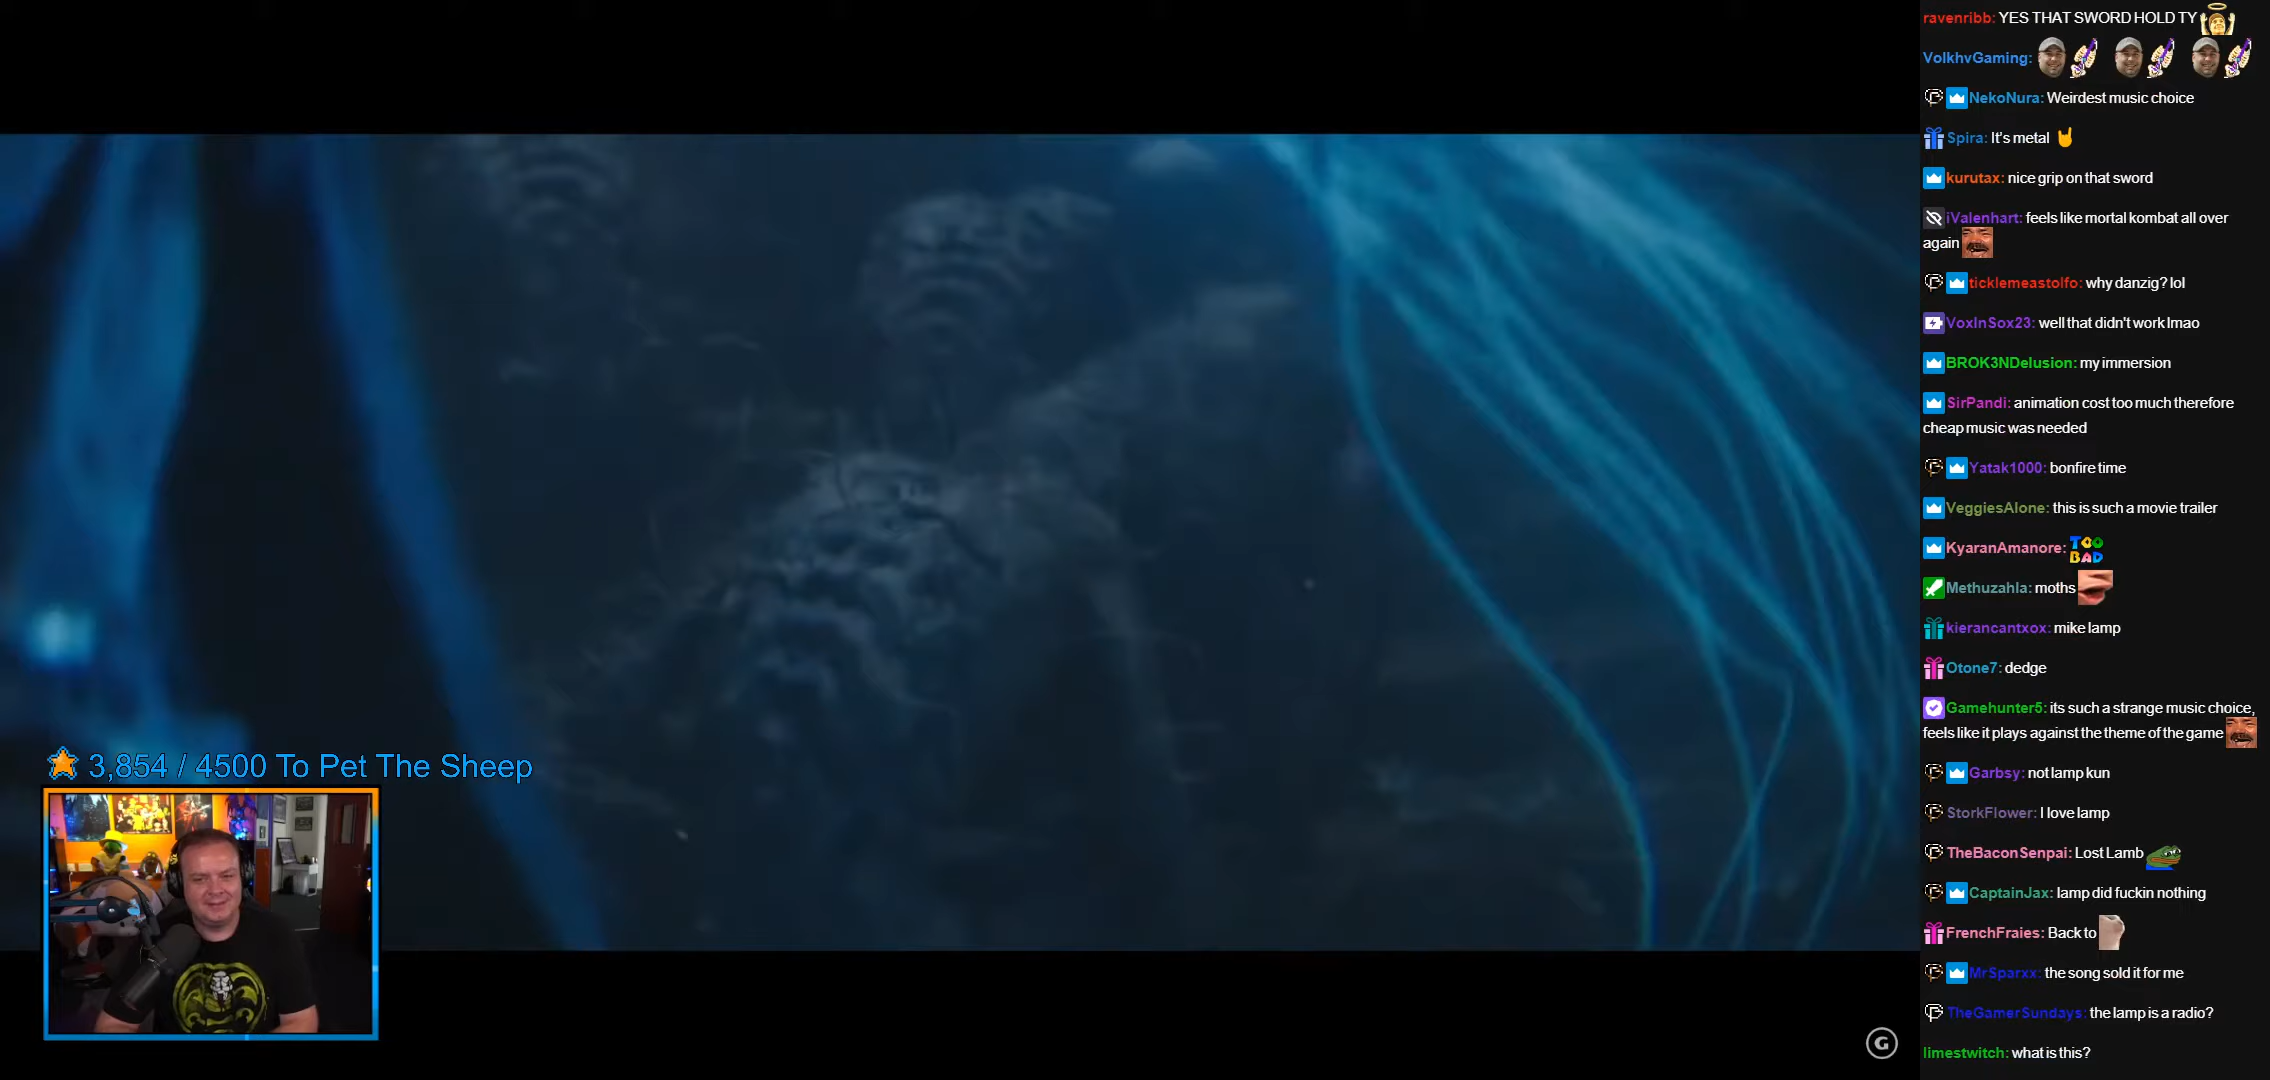 3,854 / 4500 To Pet The Sheep
G
ravenribb: YES THAT SWORD HOLD TY
VolkhvGaming:
NekoNura: Weirdest music choice
Spira: It's metal
kurutax: nice grip on that sword
iValenhart: feels like mortal kombat all over
again
ticklemeastolfo: why danzig? lol
VoxInSox23: well that didn't work lmao
BROK3NDelusion: my immersion
SirPandi: animation cost too much therefore
cheap music was needed
Yatak1000: bonfire time
VeggiesAlone: this is such a movie trailer
KyaranAmanore: TOO
BAD
Methuzahla: moths
kierancantxox: mike lamp
Otone7: dedge
Gamehunter5: its such a strange music choice,
feels like it plays against the theme of the game
Garbsy: not lamp kun
StorkFlower: I love lamp
TheBaconSenpai: Lost Lamb
CaptainJax: lamp did fuckin nothing
FrenchFraies: Back to
MrSparxx: the song sold it for me
TheGamerSundays: the lamp is a radio?
limestwitch: what is this?